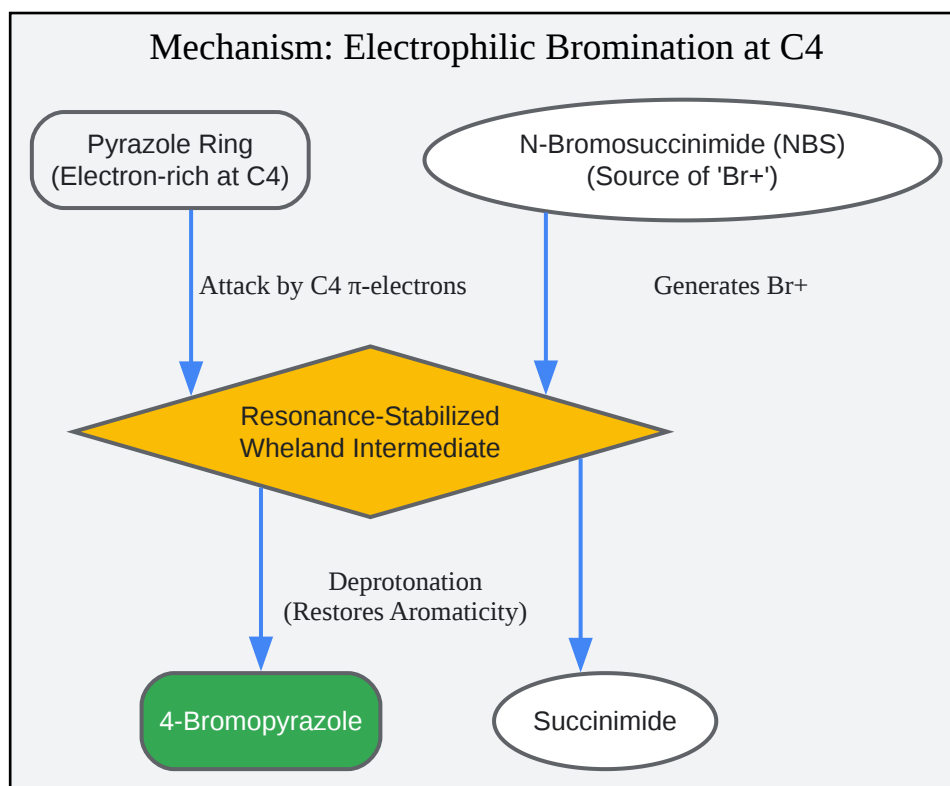 Mechanism: Electrophilic Bromination at C4
Pyrazole Ring
(Electron-rich at C4)
N-Bromosuccinimide (NBS)
(Source of 'Br+')
Attack by C4 π-electrons
Generates Br+
Resonance-Stabilized
Wheland Intermediate
Deprotonation
(Restores Aromaticity)
4-Bromopyrazole
Succinimide